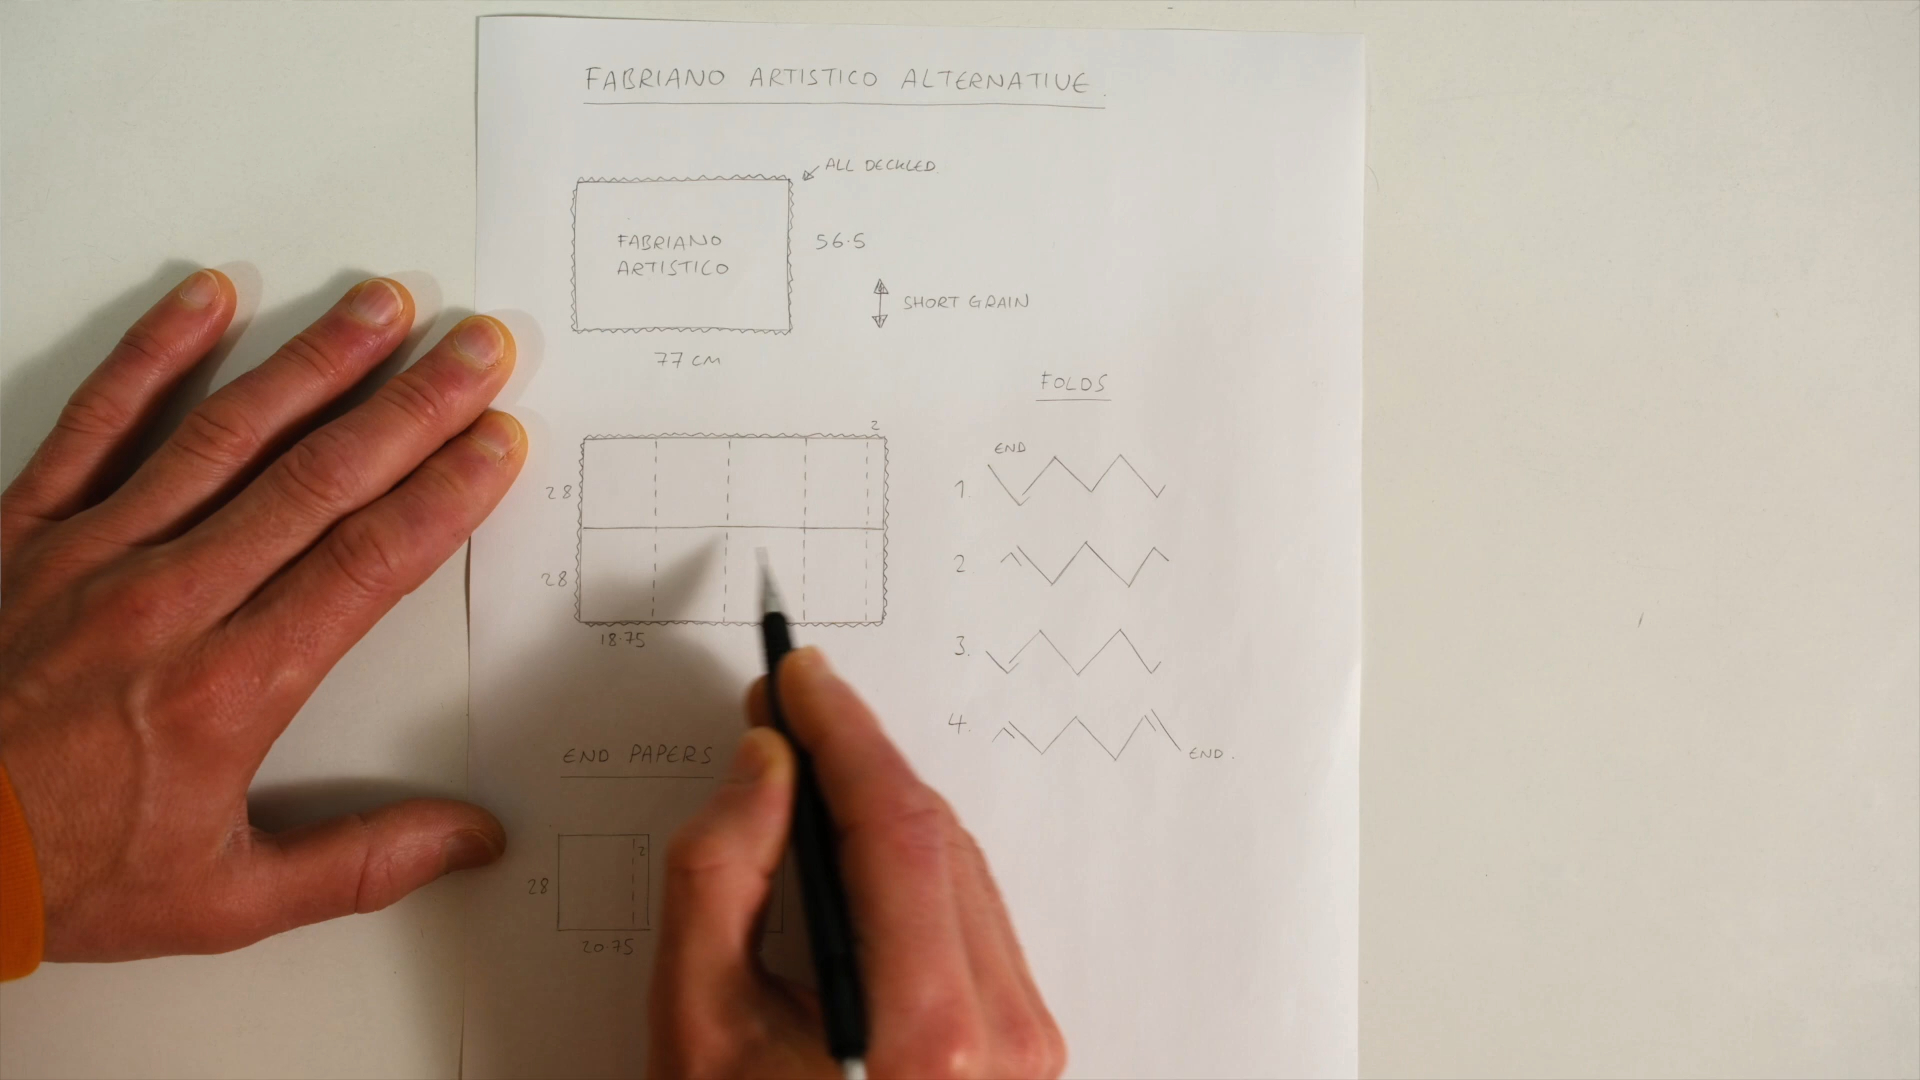 FABRIANO ARTISTICO ALTERNATIVE.
ALL DECKLED
FABRIANO
ARTISTICO
56.5
SHORT GRAIN
77 CM
FOLDS
2
END
28
1.
2
28
18.75
3.
4.
END.
END PAPERS
2
28
20.75